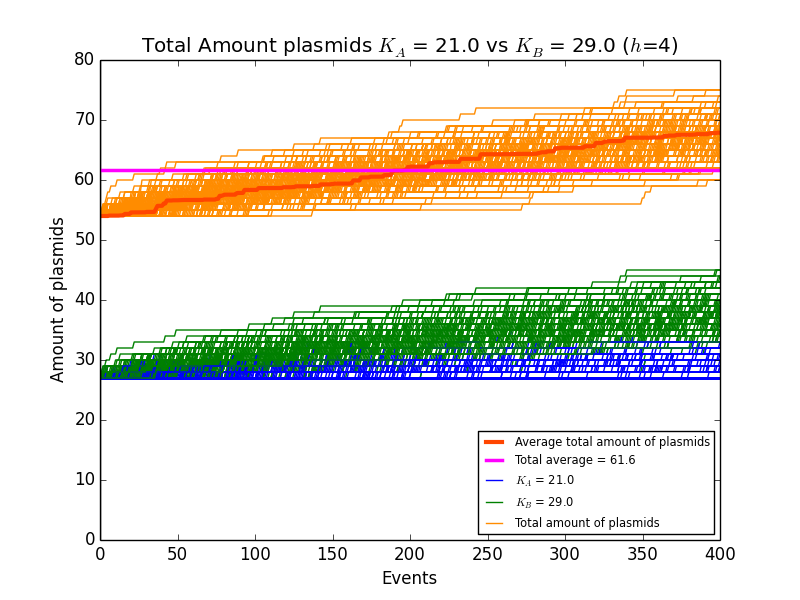 Total Amount plasmids K_A = 21.0 vs K_B = 29.0 (h=4)
80
70
60
50
40
30
20
10
0
Amount of plasmids
Average total amount of plasmids
Total average = 61.6
K_A = 21.0
K_B = 29.0
Total amount of plasmids
0 50 100 150 200 250 300 350 400
Events